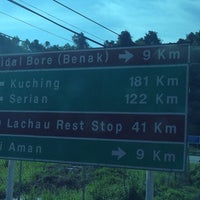 idal Bore (Benak) → 9 Km
Kuching 181 Km
Serian 122 Km
Lachau Rest Stop 41 Km
i Aman → 9 Km